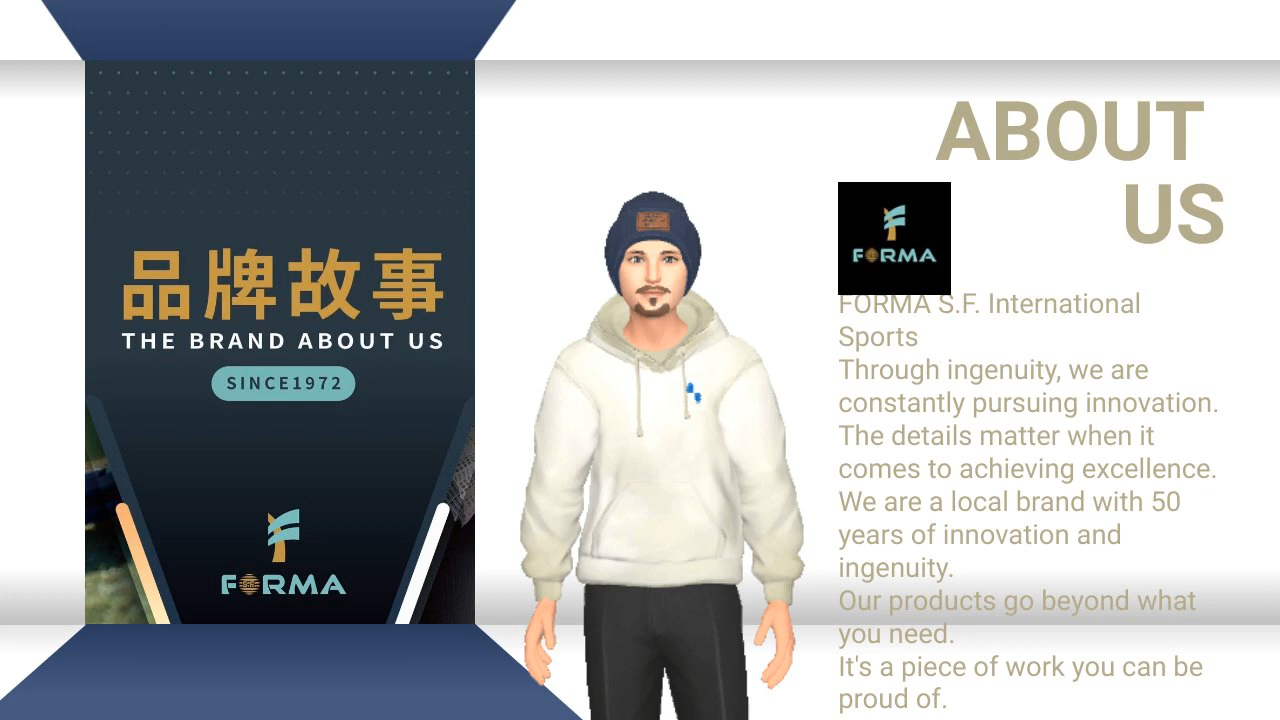 品牌故事
THE BRAND ABOUT US
SINCE1972
FORMA
ABOUT
US
FORMA
FORMA S.F. International
Sports
Through ingenuity, we are
constantly pursuing innovation.
The details matter when it
comes to achieving excellence.
We are a local brand with 50
years of innovation and
ingenuity.
Our products go beyond what
you need.
It's a piece of work you can be
proud of.